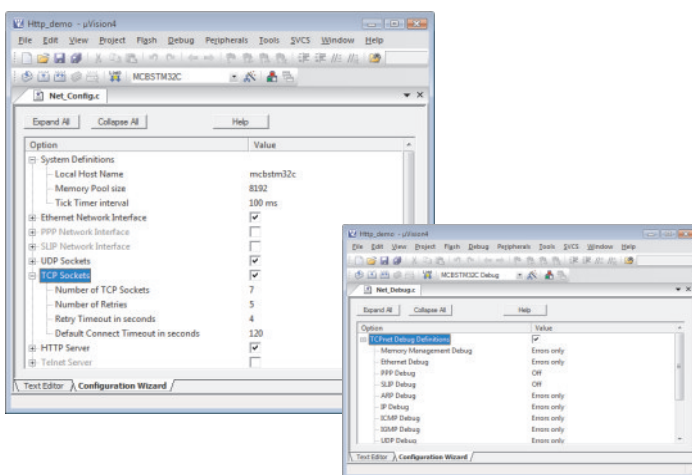 Http_demo - µVision4
File Edit View Project Flash Debug Peripherals Tools SVCS Window Help
MCBSTM32C
Net_Config.c
Expand All Collapse All Help
Option Value
System Definitions
Local Host Name mcbstm32c
Memory Pool size 8192
Tick Timer interval 100 ms
Ethernet Network Interface
PPP Network Interface
SLIP Network Interface
UDP Sockets
TCP Sockets
Number of TCP Sockets 7
Number of Retries 5
Retry Timeout in seconds 4
Default Connect Timeout in seconds 120
HTTP Server
Telnet Server
Text Editor Configuration Wizard
Http_demo - µVision4
File Edit View Project Flash Debug Peripherals Tools SVCS Window Help
MCBSTM32C Debug
Net_Debug.c
Expand All Collapse All Help
Option Value
TCPnet Debug Definitions
Memory Management Debug Errors only
Ethernet Debug Errors only
PPP Debug Off
SLIP Debug Off
ARP Debug Errors only
IP Debug Errors only
ICMP Debug Errors only
IGMP Debug Errors only
UDP Debug Errors only
Text Editor Configuration Wizard